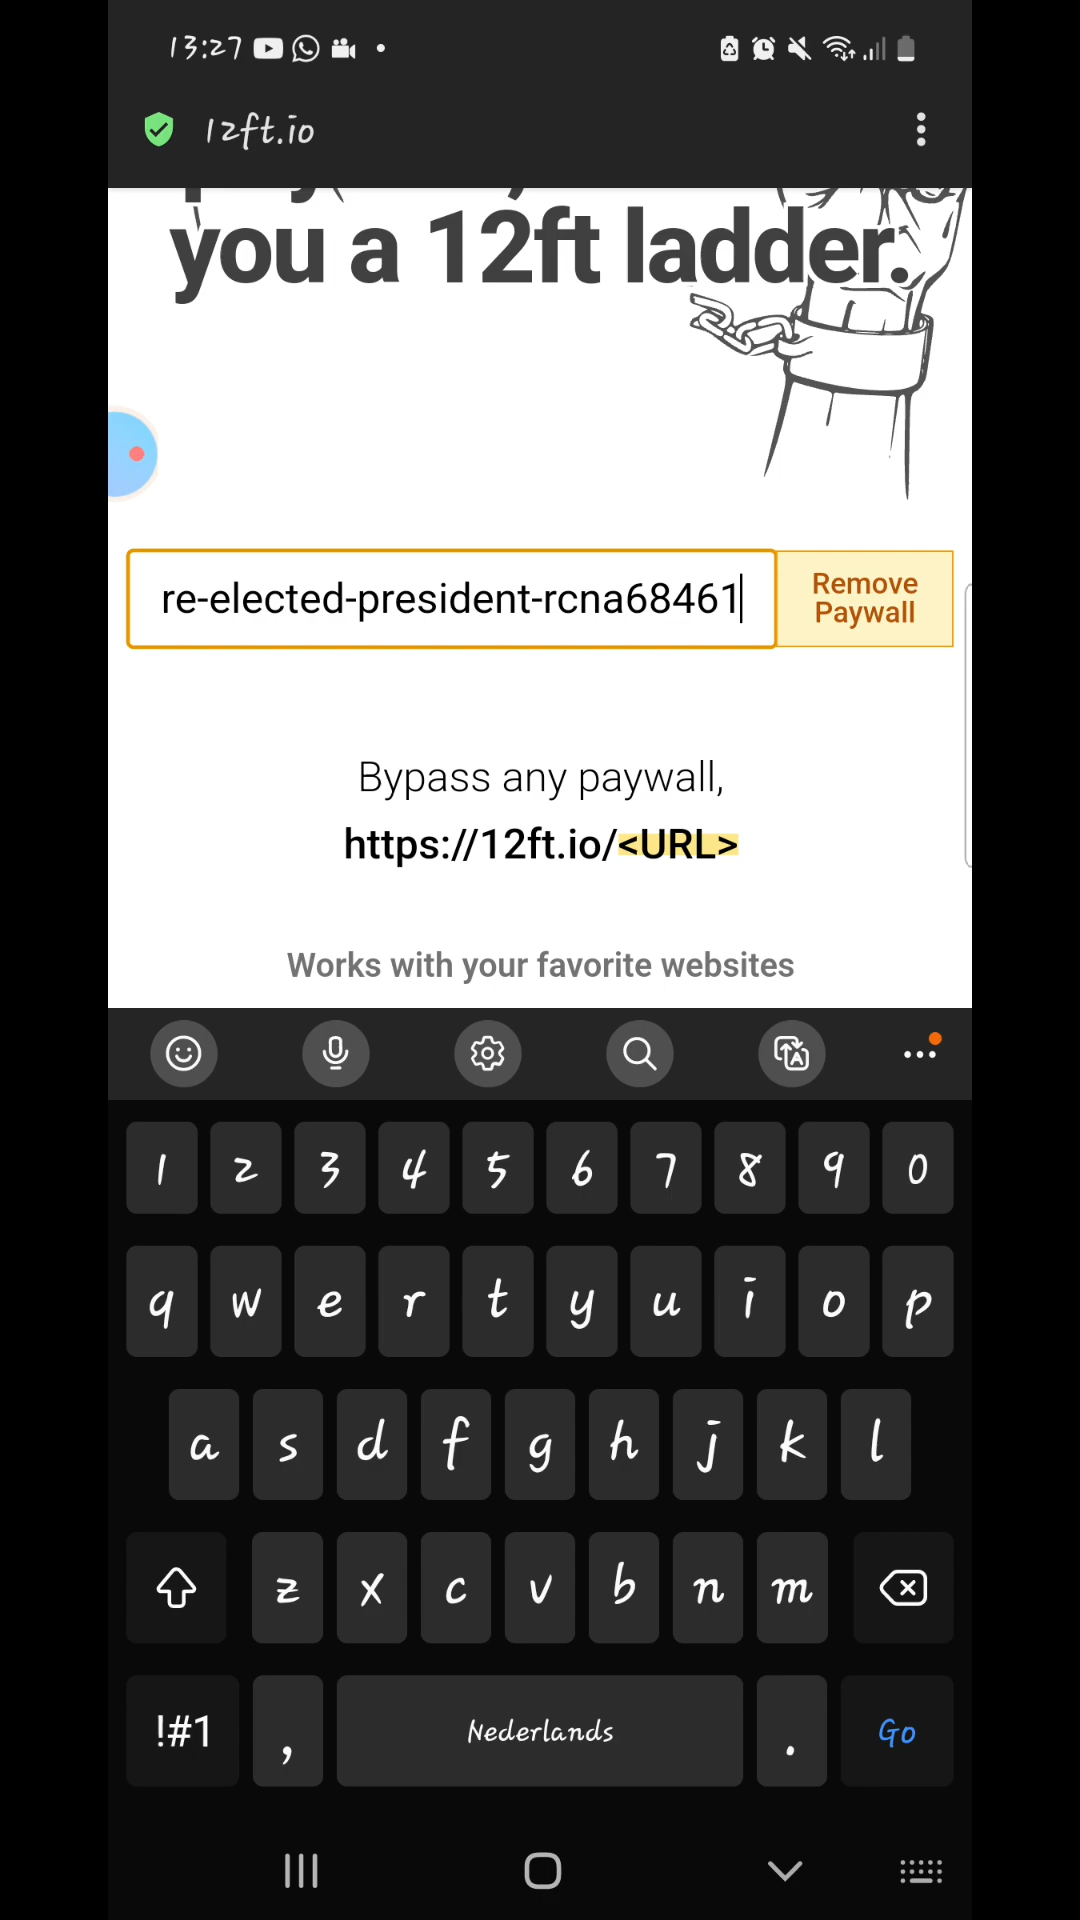 13:27
12ft.io
you a 12ft ladder.
re-elected-president-rcna68461
Remove
Paywall
Bypass any paywall,
https://12ft.io/<URL>
Works with your favorite websites
1 2 3 4 5 6 7 8 9 0
q w e r t y u i o p
a s d f g h j k l
z x c v b n m
!#1 , Nederlands . Go